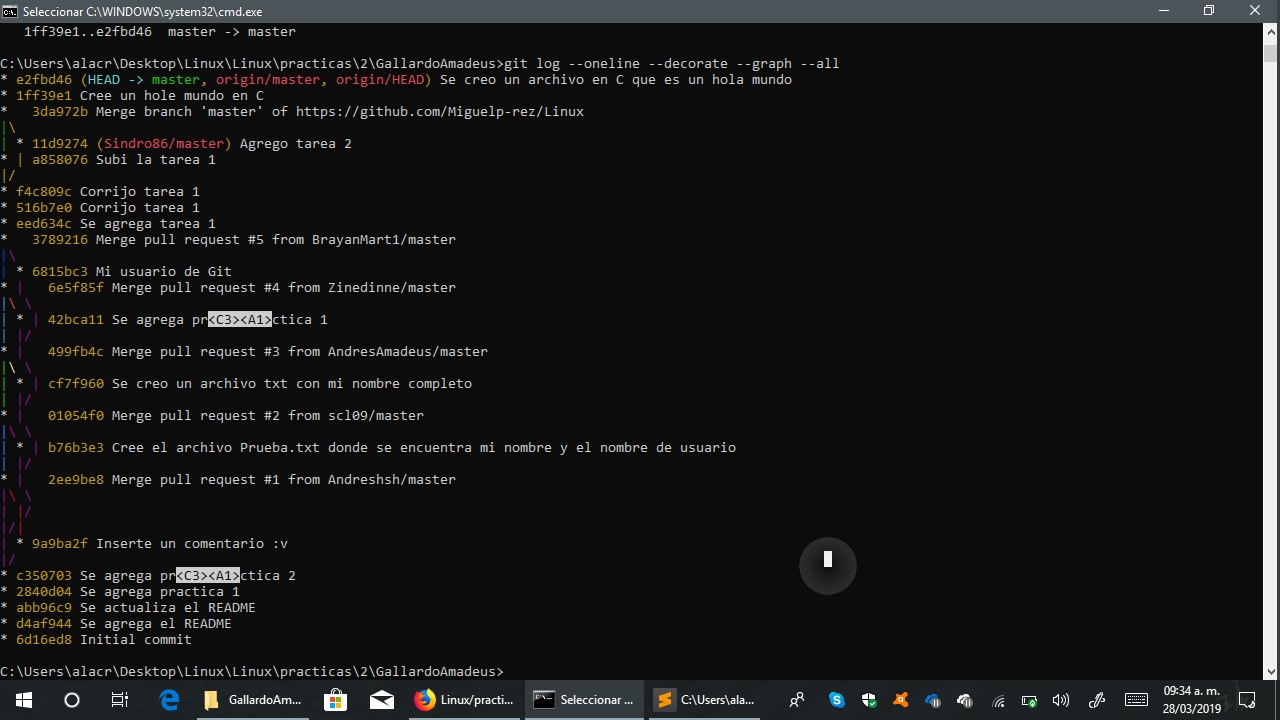 Seleccionar C:\WINDOWS\system32\cmd.exe
1ff39e1..e2fbd46  master -> master
C:\Users\alacr\Desktop\Linux\Linux\practicas\2\GallardoAmadeus>git log --oneline --decorate --graph --all
* e2fbd46 (HEAD -> master, origin/master, origin/HEAD) Se creo un archivo en C que es un hola mundo
* 1ff39e1 Cree un hole mundo en C
*   3da972b Merge branch 'master' of https://github.com/Miguelp-rez/Linux
|\
| * 11d9274 (Sindro86/master) Agrego tarea 2
* | a858076 Subi la tarea 1
|/
* f4c809c Corrijo tarea 1
* 516b7e0 Corrijo tarea 1
* eed634c Se agrega tarea 1
*   3789216 Merge pull request #5 from BrayanMart1/master
|\
| * 6815bc3 Mi usuario de Git
* |   6e5f85f Merge pull request #4 from Zinedinne/master
|\ \
| * | 42bca11 Se agrega pr<C3><A1>ctica 1
| |/
* |   499fb4c Merge pull request #3 from AndresAmadeus/master
|\ \
| * | cf7f960 Se creo un archivo txt con mi nombre completo
| |/
* |   01054f0 Merge pull request #2 from scl09/master
|\ \
| * | b76b3e3 Cree el archivo Prueba.txt donde se encuentra mi nombre y el nombre de usuario
| |/
* |   2ee9be8 Merge pull request #1 from Andreshsh/master
|\ \
| |/
|/|
| * 9a9ba2f Inserte un comentario :v
|/
* c350703 Se agrega pr<C3><A1>ctica 2
* 2840d04 Se agrega practica 1
* abb96c9 Se actualiza el README
* d4af944 Se agrega el README
* 6d16ed8 Initial commit
C:\Users\alacr\Desktop\Linux\Linux\practicas\2\GallardoAmadeus>
GallardoAm... Linux/practi... Seleccionar ... C:\Users\ala... 09:34 a. m.
28/03/2019